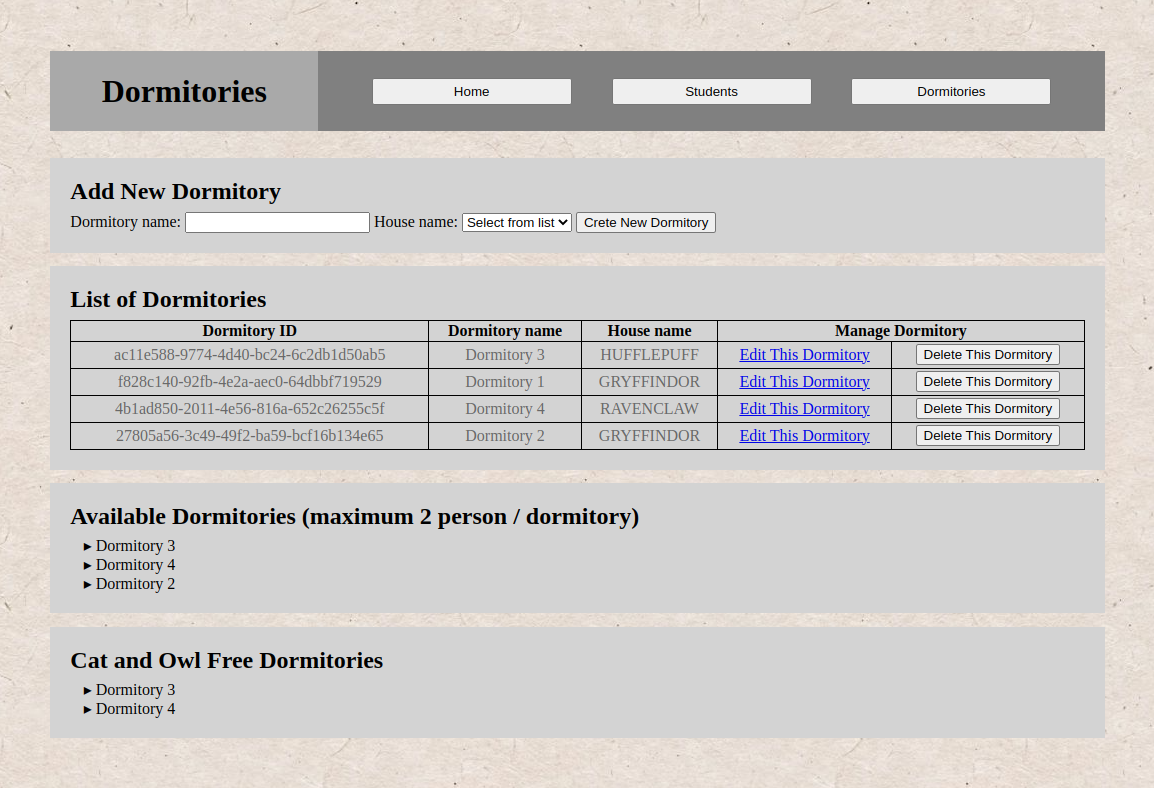 Dormitories Home Students Dormitories
Add New Dormitory
Dormitory name: House name: Select from list Crete New Dormitory
List of Dormitories
Dormitory ID Dormitory name House name Manage Dormitory
ac11e588-9774-4d40-bc24-6c2db1d50ab5 Dormitory 3 HUFFLEPUFF Edit This Dormitory Delete This Dormitory
f828c140-92fb-4e2a-aec0-64dbbf719529 Dormitory 1 GRYFFINDOR Edit This Dormitory Delete This Dormitory
4b1ad850-2011-4e56-816a-652c26255c5f Dormitory 4 RAVENCLAW Edit This Dormitory Delete This Dormitory
27805a56-3c49-49f2-ba59-bcf16b134e65 Dormitory 2 GRYFFINDOR Edit This Dormitory Delete This Dormitory
Available Dormitories (maximum 2 person / dormitory)
▸ Dormitory 3
▸ Dormitory 4
▸ Dormitory 2
Cat and Owl Free Dormitories
▸ Dormitory 3
▸ Dormitory 4